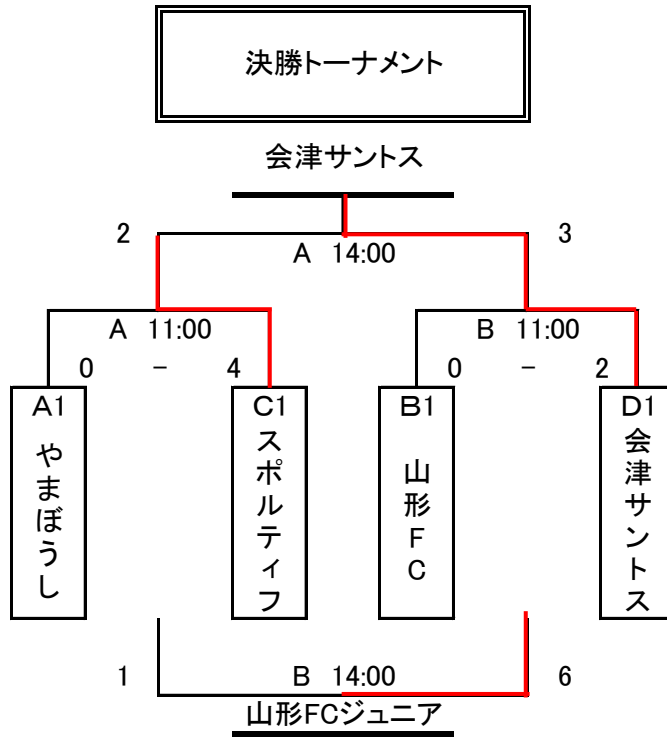 決勝トーナメント
会津サントス
2 3
A 14:00
A 11:00 B 11:00
0 － 4 0 － 2
A1 C1 B1 D1
やまぼうし
スポルティフ
山形FC
会津サントス
1 B 14:00 6
山形FCジュニア